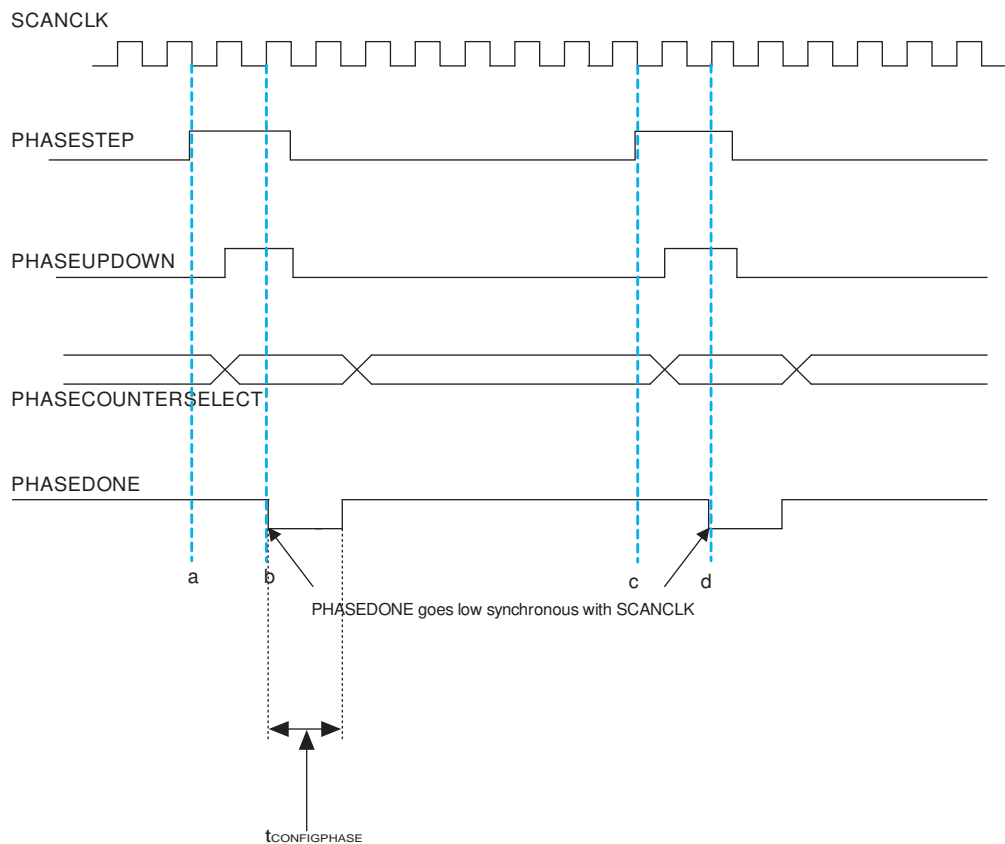 SCANCLK
PHASESTEP
PHASEUPDOWN
PHASECOUNTERSELECT
PHASEDONE
a
b
c
d
PHASEDONE goes low synchronous with SCANCLK
tCONFIGPHASE